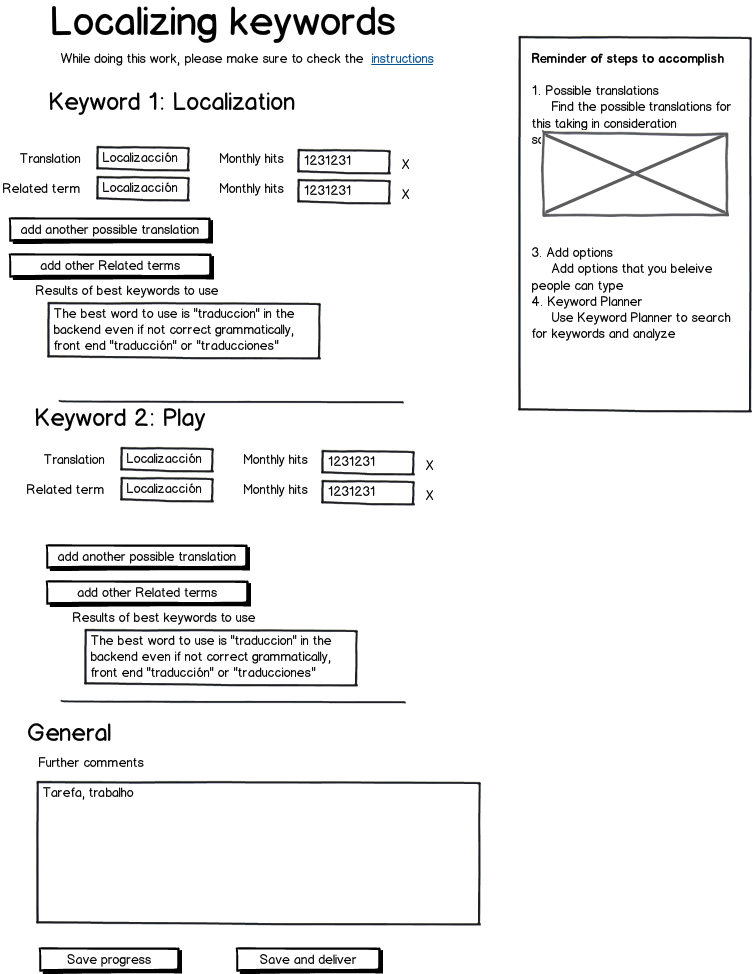 Localizing keywords
While doing this work, please make sure to check the instructions
Keyword 1: Localization
Translation Localizacción Monthly hits 1231231 X
Related term Localizacción Monthly hits 1231231 X
add another possible translation
add other Related terms
Results of best keywords to use
The best word to use is "traduccion" in the
backend even if not correct grammatically,
front end "traducción" or "traducciones"
Keyword 2: Play
Translation Localizacción Monthly hits 1231231 X
Related term Localizacción Monthly hits 1231231 X
add another possible translation
add other Related terms
Results of best keywords to use
The best word to use is "traduccion" in the
backend even if not correct grammatically,
front end "traducción" or "traducciones"
General
Further comments
Tarefa, trabalho
Save progress Save and deliver
Reminder of steps to accomplish
1. Possible translations
Find the possible translations for
this taking in consideration
3. Add options
Add options that you beleive
people can type
4. Keyword Planner
Use Keyword Planner to search
for keywords and analyze